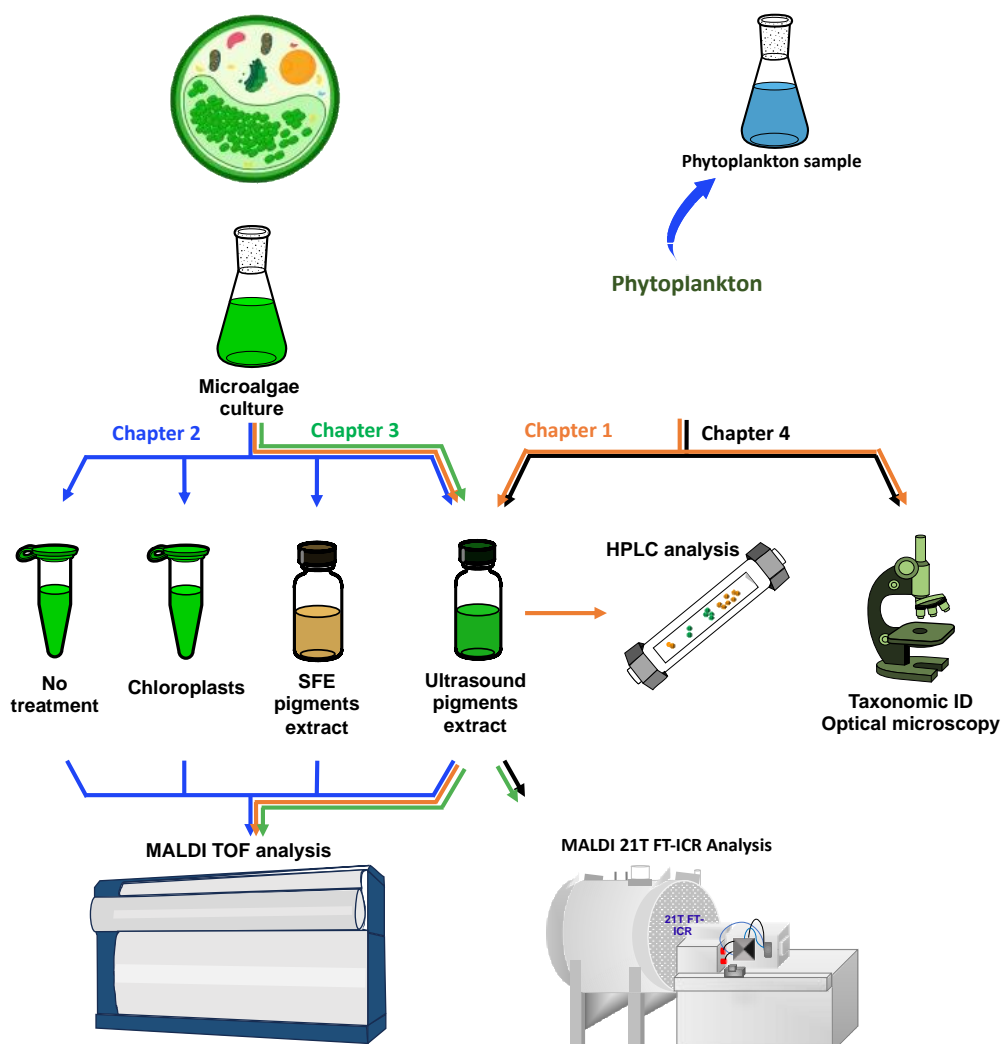 Phytoplankton sample
Phytoplankton
Microalgae
culture
Chapter 2
Chapter 3
Chapter 1
Chapter 4
HPLC analysis
No
treatment
Chloroplasts
SFE
pigments
extract
Ultrasound
pigments
extract
Taxonomic ID
Optical microscopy
MALDI TOF analysis
MALDI 21T FT-ICR Analysis
21T FT-
ICR